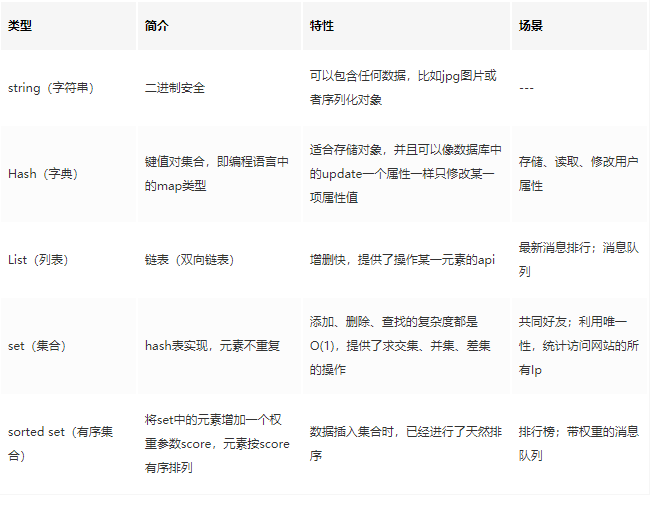 类型 简介 特性 场景
string（字符串） 二进制安全 可以包含任何数据，比如jpg图片或
者序列化对象 ---
Hash（字典） 键值对集合，即编程语言中
的map类型 适合存储对象，并且可以像数据库中
的update一个属性一样只修改某一
项属性值 存储、读取、修改用户
属性
List（列表） 链表（双向链表） 增删快，提供了操作某一元素的api 最新消息排行；消息队
列
set（集合） hash表实现，元素不重复 添加、删除、查找的复杂度都是
O(1)，提供了求交集、并集、差集
的操作 共同好友；利用唯一
性，统计访问网站的所
有Ip
sorted set（有序集
合） 将set中的元素增加一个权
重参数score，元素按score
有序排列 数据插入集合时，已经进行了天然排
序 排行榜；带权重的消息
队列